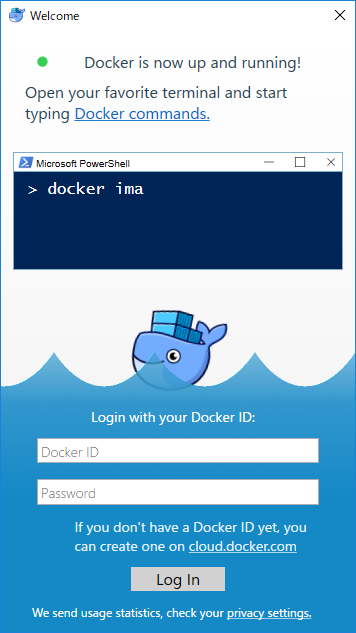 Welcome
Docker is now up and running!
Open your favorite terminal and start
typing Docker commands.
Microsoft PowerShell
> docker ima
Login with your Docker ID:
Docker ID
Password
If you don't have a Docker ID yet, you
can create one on cloud.docker.com
Log In
We send usage statistics, check your privacy settings.